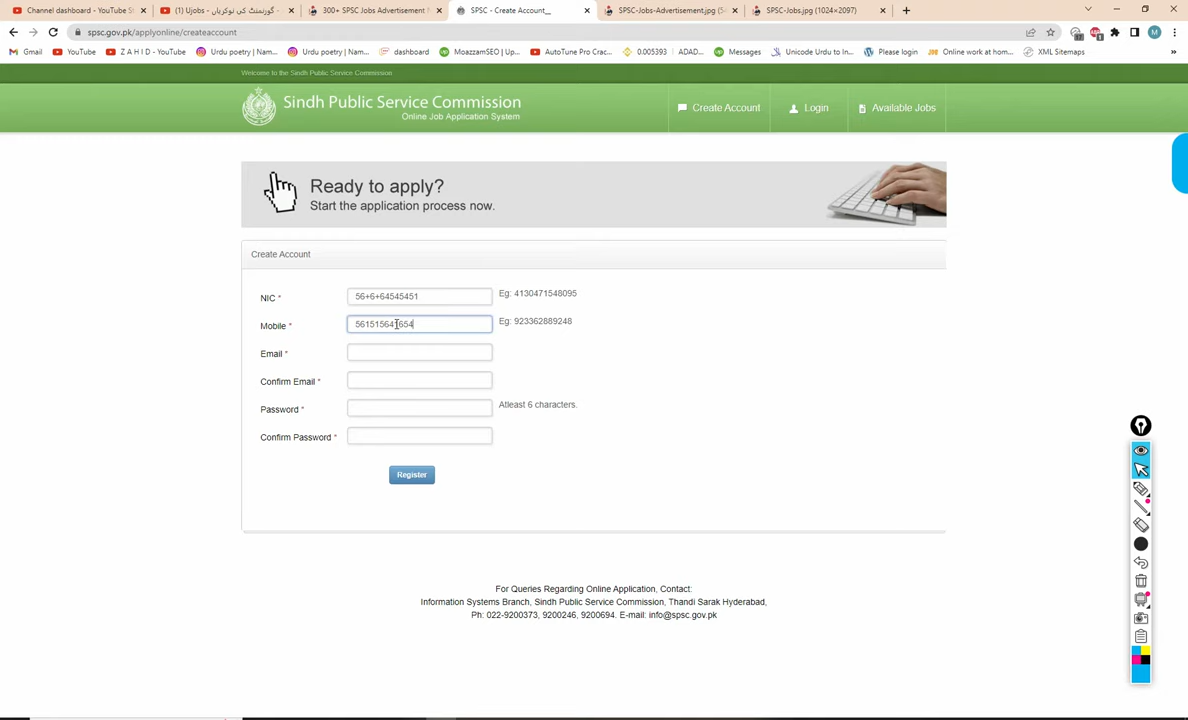 Channel dashboard - YouTube St
(1) Ujobs - گورنمنٹ کی نوکریاں -
300+ SPSC Jobs Advertisement N
SPSC - Create Account_
SPSC-Jobs-Advertisement.jpg (54
SPSC-Jobs.jpg (1024×2097)
spsc.gov.pk/applyonline/createaccount
Gmail
YouTube
Z A H I D - YouTube
Urdu poetry | Nam...
Urdu poetry | Nam...
dashboard
MoazzamSEO | Up...
AutoTune Pro Crac...
0.005393 | ADAD...
Messages
Unicode Urdu to In...
Please login
Online work at hom...
XML Sitemaps
»
Welcome to the Sindh Public Service Commission
Sindh Public Service Commission
Online Job Application System
Create Account
Login
Available Jobs
Ready to apply?
Start the application process now.
Create Account
NIC *
56+6+64545451
Eg: 4130471548095
Mobile *
Eg: 923362889248
Email *
Confirm Email *
Password *
Atleast 6 characters.
Confirm Password *
Register
For Queries Regarding Online Application, Contact:
Information Systems Branch, Sindh Public Service Commission, Thandi Sarak Hyderabad,
Ph: 022-9200373, 9200246, 9200694. E-mail: info@spsc.gov.pk